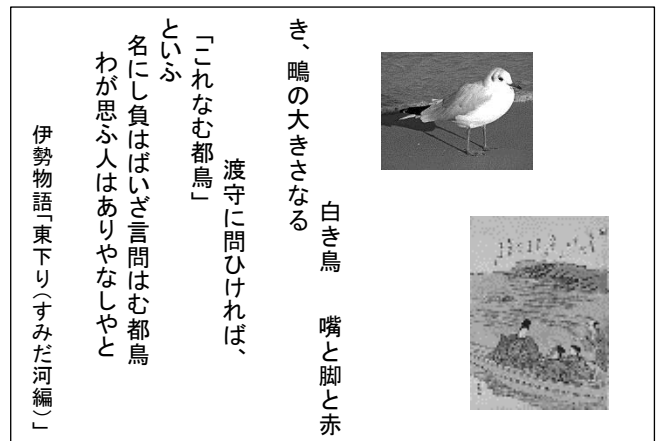 白き鳥　嘴と脚と赤
き、鴫の大きさなる
渡守に問ひければ、
「これなむ都鳥」
といふ
名にし負はばいざ言問はむ都鳥
わが思ふ人はありやなしやと
伊勢物語「東下り(すみだ河編)」